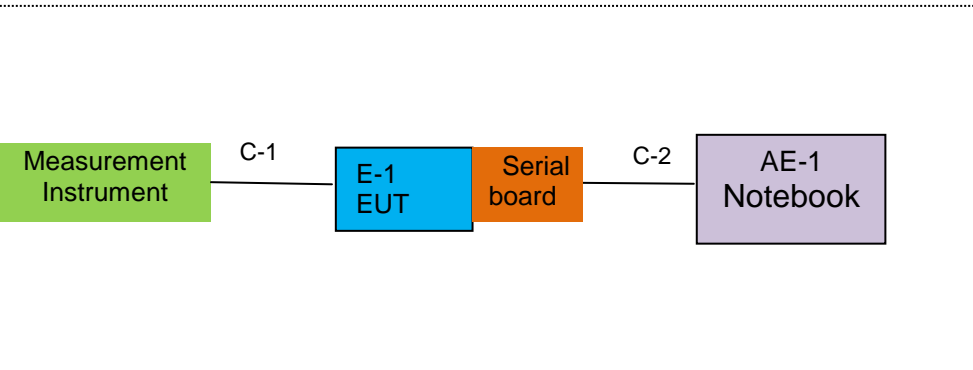 Measurement
Instrument
C-1
E-1
EUT
Serial
board
C-2
AE-1
Notebook